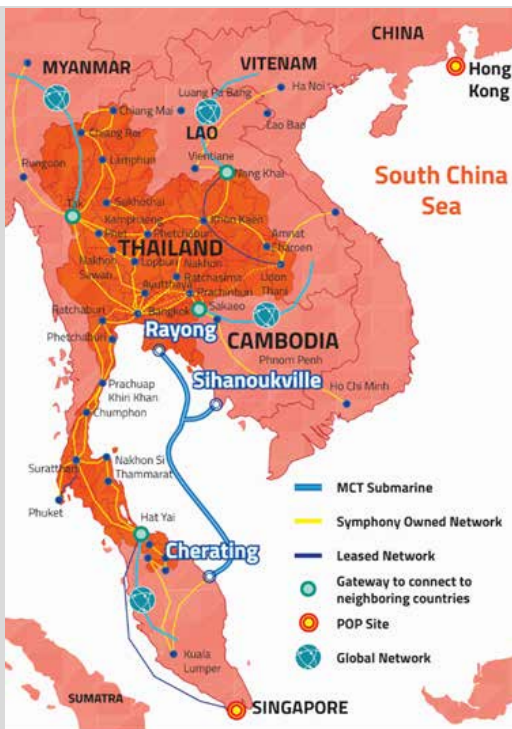 CHINA
MYANMAR
VITENAM
Hong
Kong
Luang Pa Bang
Ha Noi
Chiang Mai
LAO
Lao Bao
Chiang Rai
Rungoon
Lamphun
Vientiane
Nong Khai
South China
Sea
Tak
Sukhothai
Kamphaeng
Phet
Phetchabun
Khon Kaen
Amnat
Charoen
THAILAND
Nakhon
Sawab
Lopburi
Nakhon
Ratchasima
Udon
Thani
Ayutthaya
Prachinburi
Ratchaburi
Bangkok
Sakaeo
Phetchaburi
Rayong
CAMBODIA
Phnom Penh
Sihanoukville
Ho Chi Minh
Prachuap
Khiri Khan
Chumphon
Suratthani
Nakhon Si
Thammarat
Phuket
Hat Yai
Cherating
MCT Submarine
Symphony Owned Network
Leased Network
Gateway to connect to
neighboring countries
POP Site
Global Network
Kuala
Lumper
SUMATRA
SINGAPORE